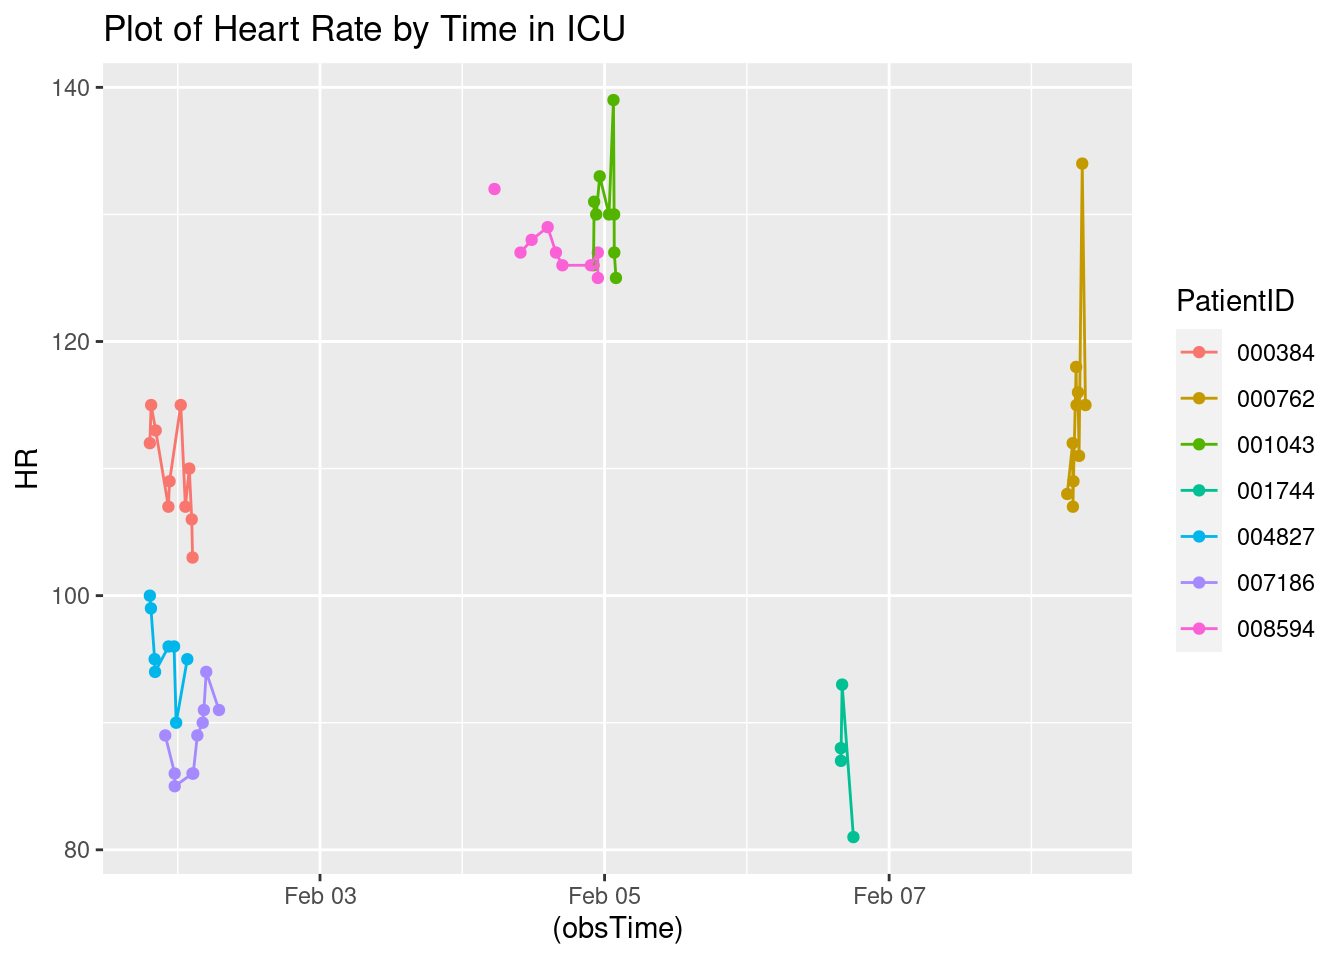 Plot of Heart Rate by Time in ICU
140
120
100
80
HR
Feb 03
Feb 05
Feb 07
(obsTime)
PatientID
000384
000762
001043
001744
004827
007186
008594